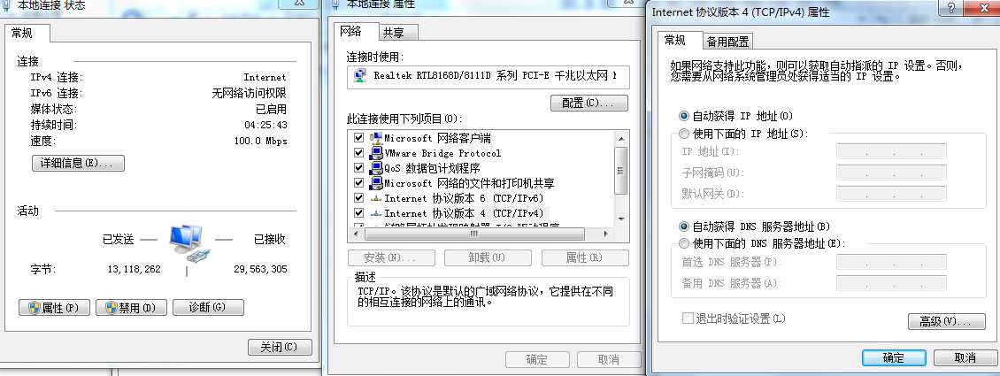 本地连接 状态
常规
连接
IPv4 连接: Internet
IPv6 连接: 无网络访问权限
媒体状态: 已启用
持续时间: 04:25:43
速度: 100.0 Mbps
详细信息(E)...
活动
已发送 已接收
字节: 13,118,262 29,563,305
属性(P) 禁用(D) 诊断(G)
关闭(C)
本地连接 属性
网络 共享
连接时使用:
Realtek RTL8168D/8111D 系列 PCI-E 千兆以太网
配置(C)...
此连接使用下列项目(O):
Microsoft 网络客户端
VMware Bridge Protocol
QoS 数据包计划程序
Microsoft 网络的文件和打印机共享
Internet 协议版本 6 (TCP/IPv6)
Internet 协议版本 4 (TCP/IPv4)
链路层拓扑发现映射器 I/O 驱动程序
安装(N)... 卸载(U) 属性(R)
描述
TCP/IP。该协议是默认的广域网络协议，它提供在不同
的相互连接的网络上的通讯。
确定 取消
Internet 协议版本 4 (TCP/IPv4) 属性
常规 备用配置
如果网络支持此功能，则可以获取自动指派的 IP 设置。否则，
您需要从网络系统管理员处获得适当的 IP 设置。
自动获得 IP 地址(O)
使用下面的 IP 地址(S):
IP 地址(I):
子网掩码(U):
默认网关(D):
自动获得 DNS 服务器地址(B)
使用下面的 DNS 服务器地址(E):
首选 DNS 服务器(P):
备用 DNS 服务器(A):
退出时验证设置(L)
高级(V)...
确定 取消